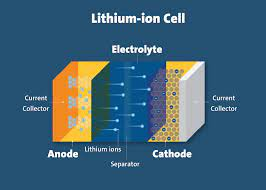 Lithium-ion Cell
Electrolyte
Current
Collector
Current
Collector
Anode
Lithium ions
Cathode
Separator